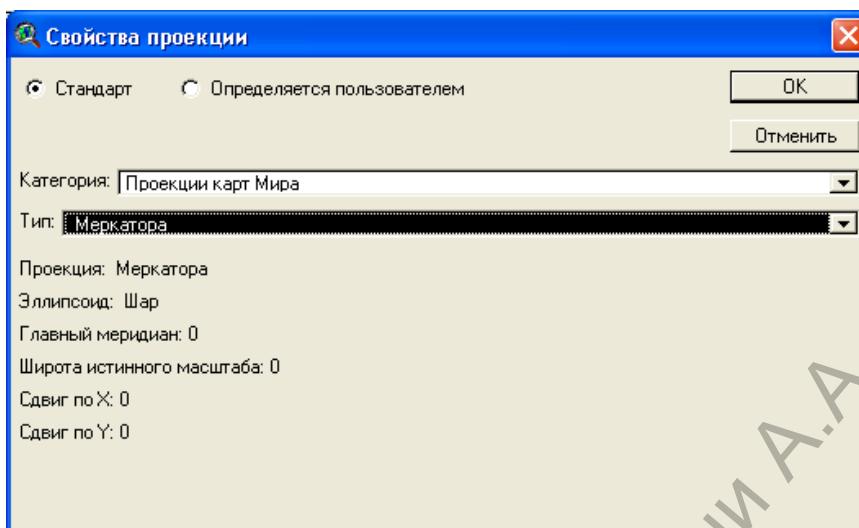 Свойства проекции
Стандарт Определяется пользователем
OK
Отменить
Категория: Проекции карт Мира
Тип: Меркатора
Проекция: Меркатора
Эллипсоид: Шар
Главный меридиан: 0
Широта истинного масштаба: 0
Сдвиг по X: 0
Сдвиг по Y: 0
И А.А